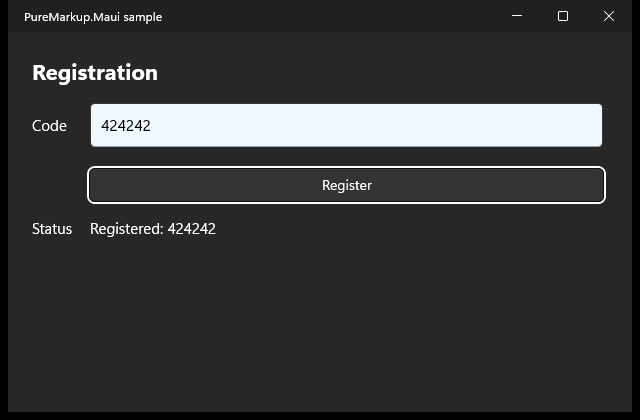 PureMarkup.Maui sample
Registration
Code 424242
Register
Status Registered: 424242